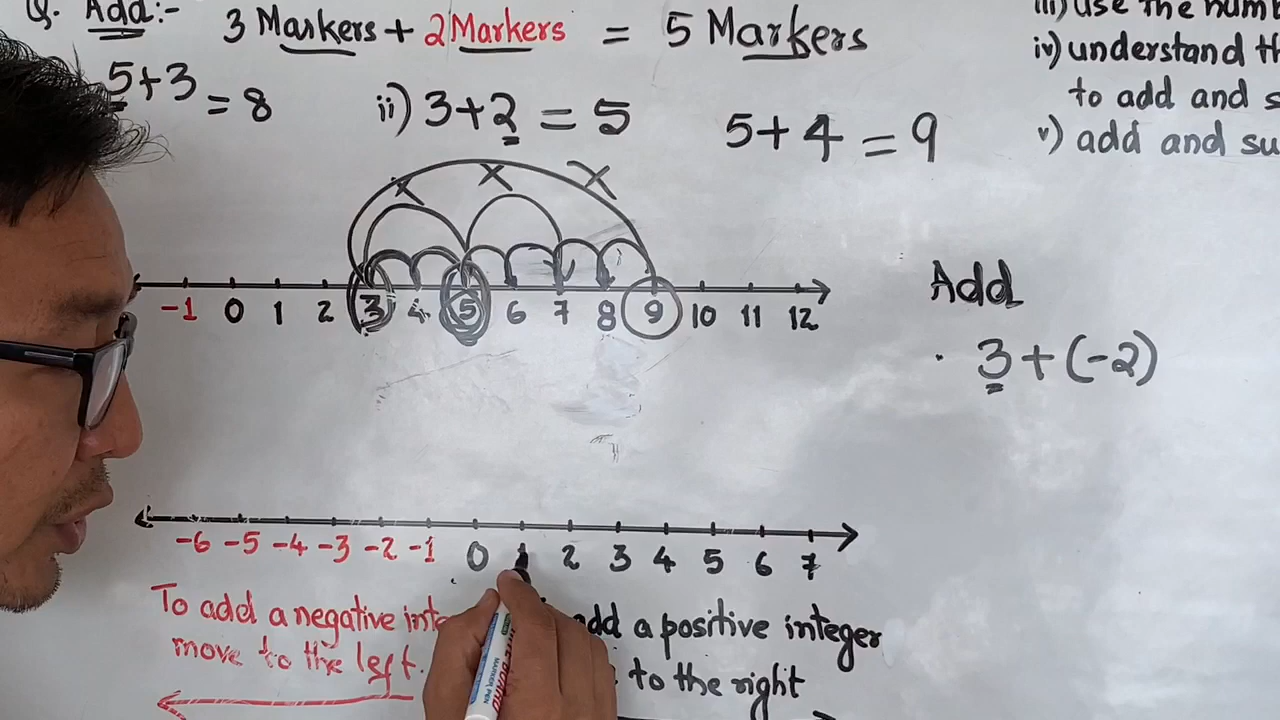 Q. Add:- 3 Markers + 2 Markers = 5 Markers
5+3 = 8 ii) 3+2 = 5 5+4 = 9
-1 0 1 2 3 4 5 6 7 8 9 10 11 12
Add
3+(-2)
-6 -5 -4 -3 -2 -1 0 1 2 3 4 5 6 7
To add a negative
move to the left.
add a positive integer
to the right
iii) use the
iv) understand
to add and
v) add and